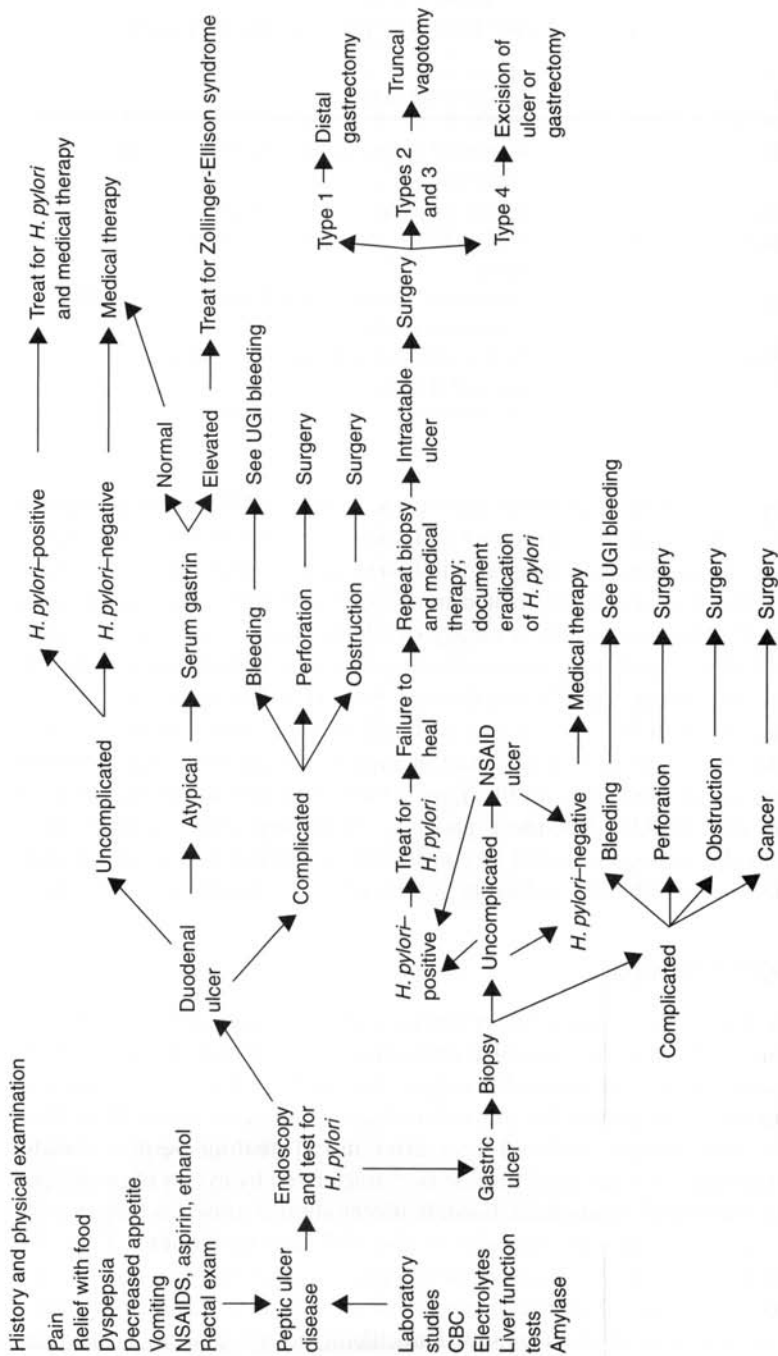 History and physical examination
Pain
Relief with food
Dyspepsia
Decreased appetite
Vomiting
NSAIDS, aspirin, ethanol
Rectal exam
Peptic ulcer
disease
Laboratory
studies
CBC
Electrolytes
Liver function
tests
Amylase
Endoscopy
and test for
H. pylori
Duodenal
ulcer
Uncomplicated
H. pylori–positive
Treat for H. pylori
and medical therapy
H. pylori–negative
Medical therapy
Atypical
Serum gastrin
Normal
Elevated
Treat for Zollinger-Ellison syndrome
Complicated
Bleeding
See UGI bleeding
Perforation
Surgery
Obstruction
Surgery
Gastric
ulcer
Biopsy
Uncomplicated
H. pylori–
positive
Treat for
H. pylori
Failure to
heal
Repeat biopsy
and medical
therapy;
document
eradication
of H. pylori
Intractable
ulcer
Surgery
Type 1
Distal
gastrectomy
Types 2
and 3
Truncal
vagotomy
Type 4
Excision of
ulcer or
gastrectomy
NSAID
ulcer
H. pylori–negative
Medical therapy
Complicated
Bleeding
See UGI bleeding
Perforation
Surgery
Obstruction
Surgery
Cancer
Surgery